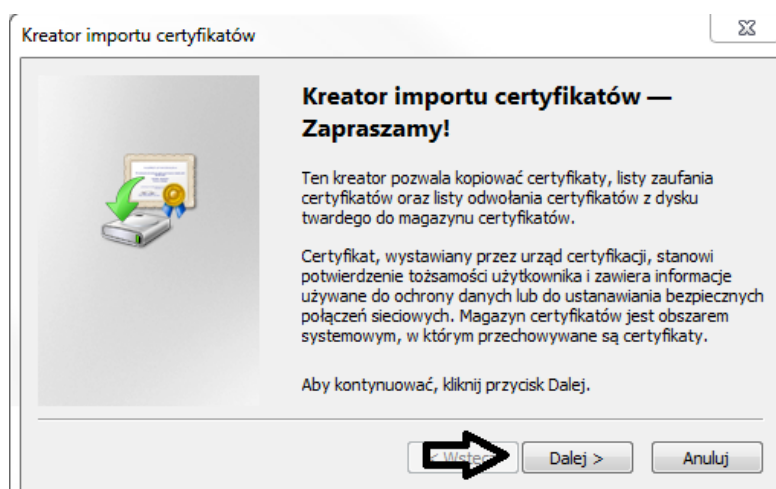 Kreator importu certyfikatów
Kreator importu certyfikatów —
Zapraszamy!
Ten kreator pozwala kopiować certyfikaty, listy zaufania
certyfikatów oraz listy odwołania certyfikatów z dysku
twardego do magazynu certyfikatów.
Certyfikat, wystawiany przez urząd certyfikacji, stanowi
potwierdzenie tożsamości użytkownika i zawiera informacje
używane do ochrony danych lub do ustanawiania bezpiecznych
połączeń sieciowych. Magazyn certyfikatów jest obszarem
systemowym, w którym przechowywane są certyfikaty.
Aby kontynuować, kliknij przycisk Dalej.
Dalej >
Anuluj